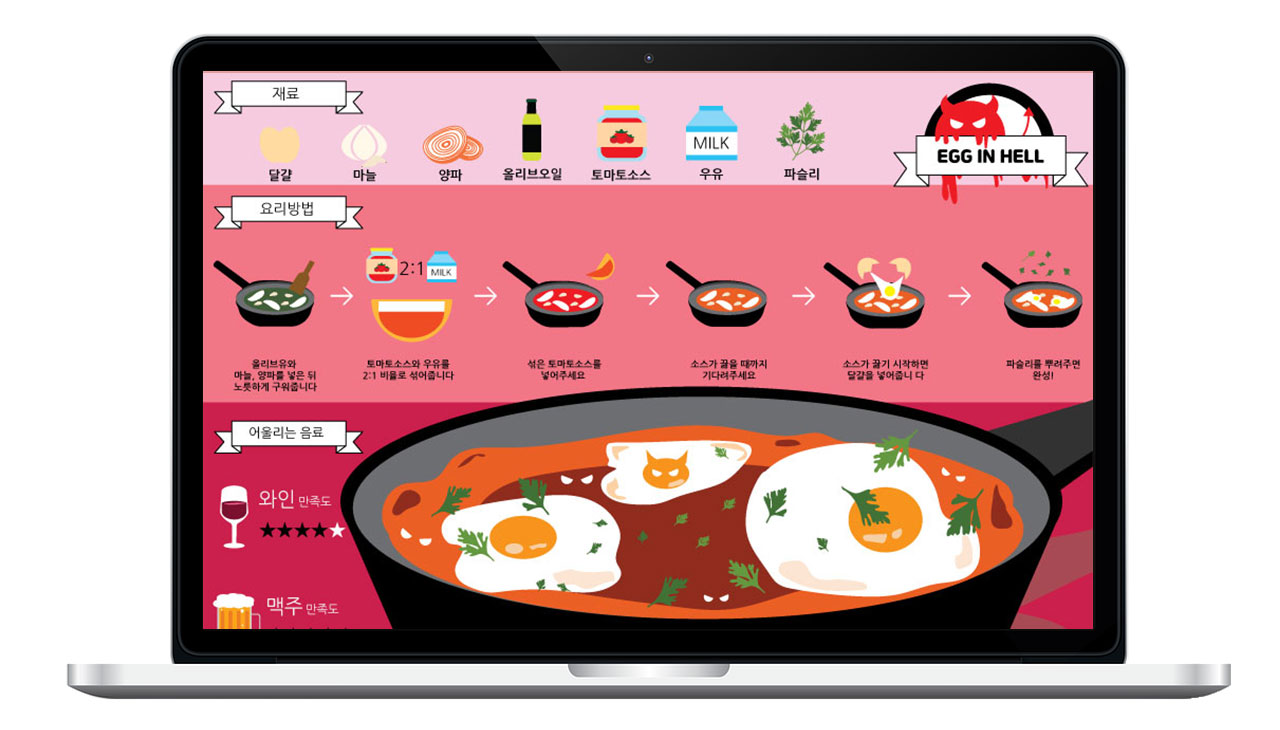 재료
달걀
마늘
양파
올리브오일
토마토소스
MILK
우유
파슬리
EGG IN HELL
요리방법
2:1
MILK
올리브유와
마늘, 양파를 넣은 뒤
노릇하게 구워줍니다
토마토소스와 우유를
2:1 비율로 섞어줍니다
섞은 토마토소스를
넣어주세요
소스가 끓을 때까지
기다려주세요
소스가 끓기 시작하면
달걀을 넣어줍니 다
파슬리를 뿌려주면
완성!
어울리는 음료
와인 만족도
★★★★★
맥주 만족도